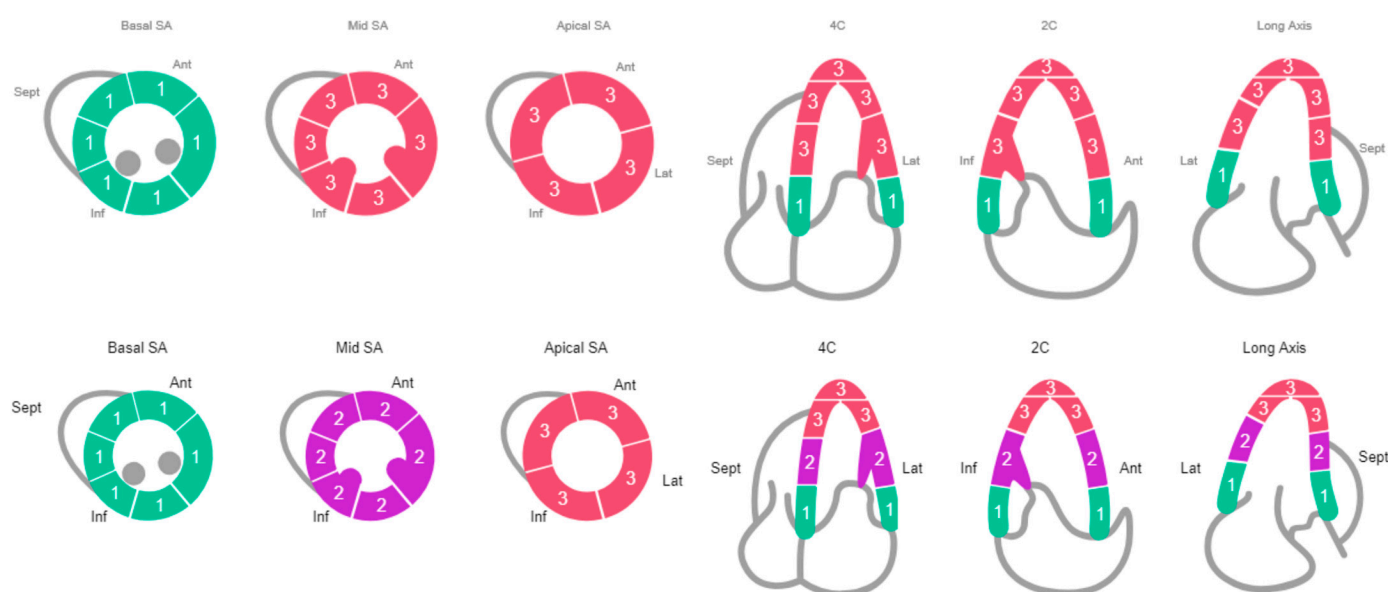 Basal SA
Ant
Sept
1 1
1 1
1 1
Inf
Mid SA
Ant
3 3
3 3
3 3
Inf
Apical SA
Ant
3 3
3 3
Lat
4C
3
3 3
3 3
Sept Lat
1 1
2C
3
3 3
3 3
Inf Ant
1 1
Long Axis
3
3 3
3 3
Lat Sept
1 1
Basal SA
Ant
Sept
1 1
1 1
1 1
Inf
Mid SA
Ant
2 2
2 2
2 2
Inf
Apical SA
Ant
3 3
3 3
Lat
4C
3
3 3
Sept 2 2 Lat
1 1
2C
3
3 3
Inf 2 2 Ant
1 1
Long Axis
3
3 3
2 2
Lat Sept
1 1